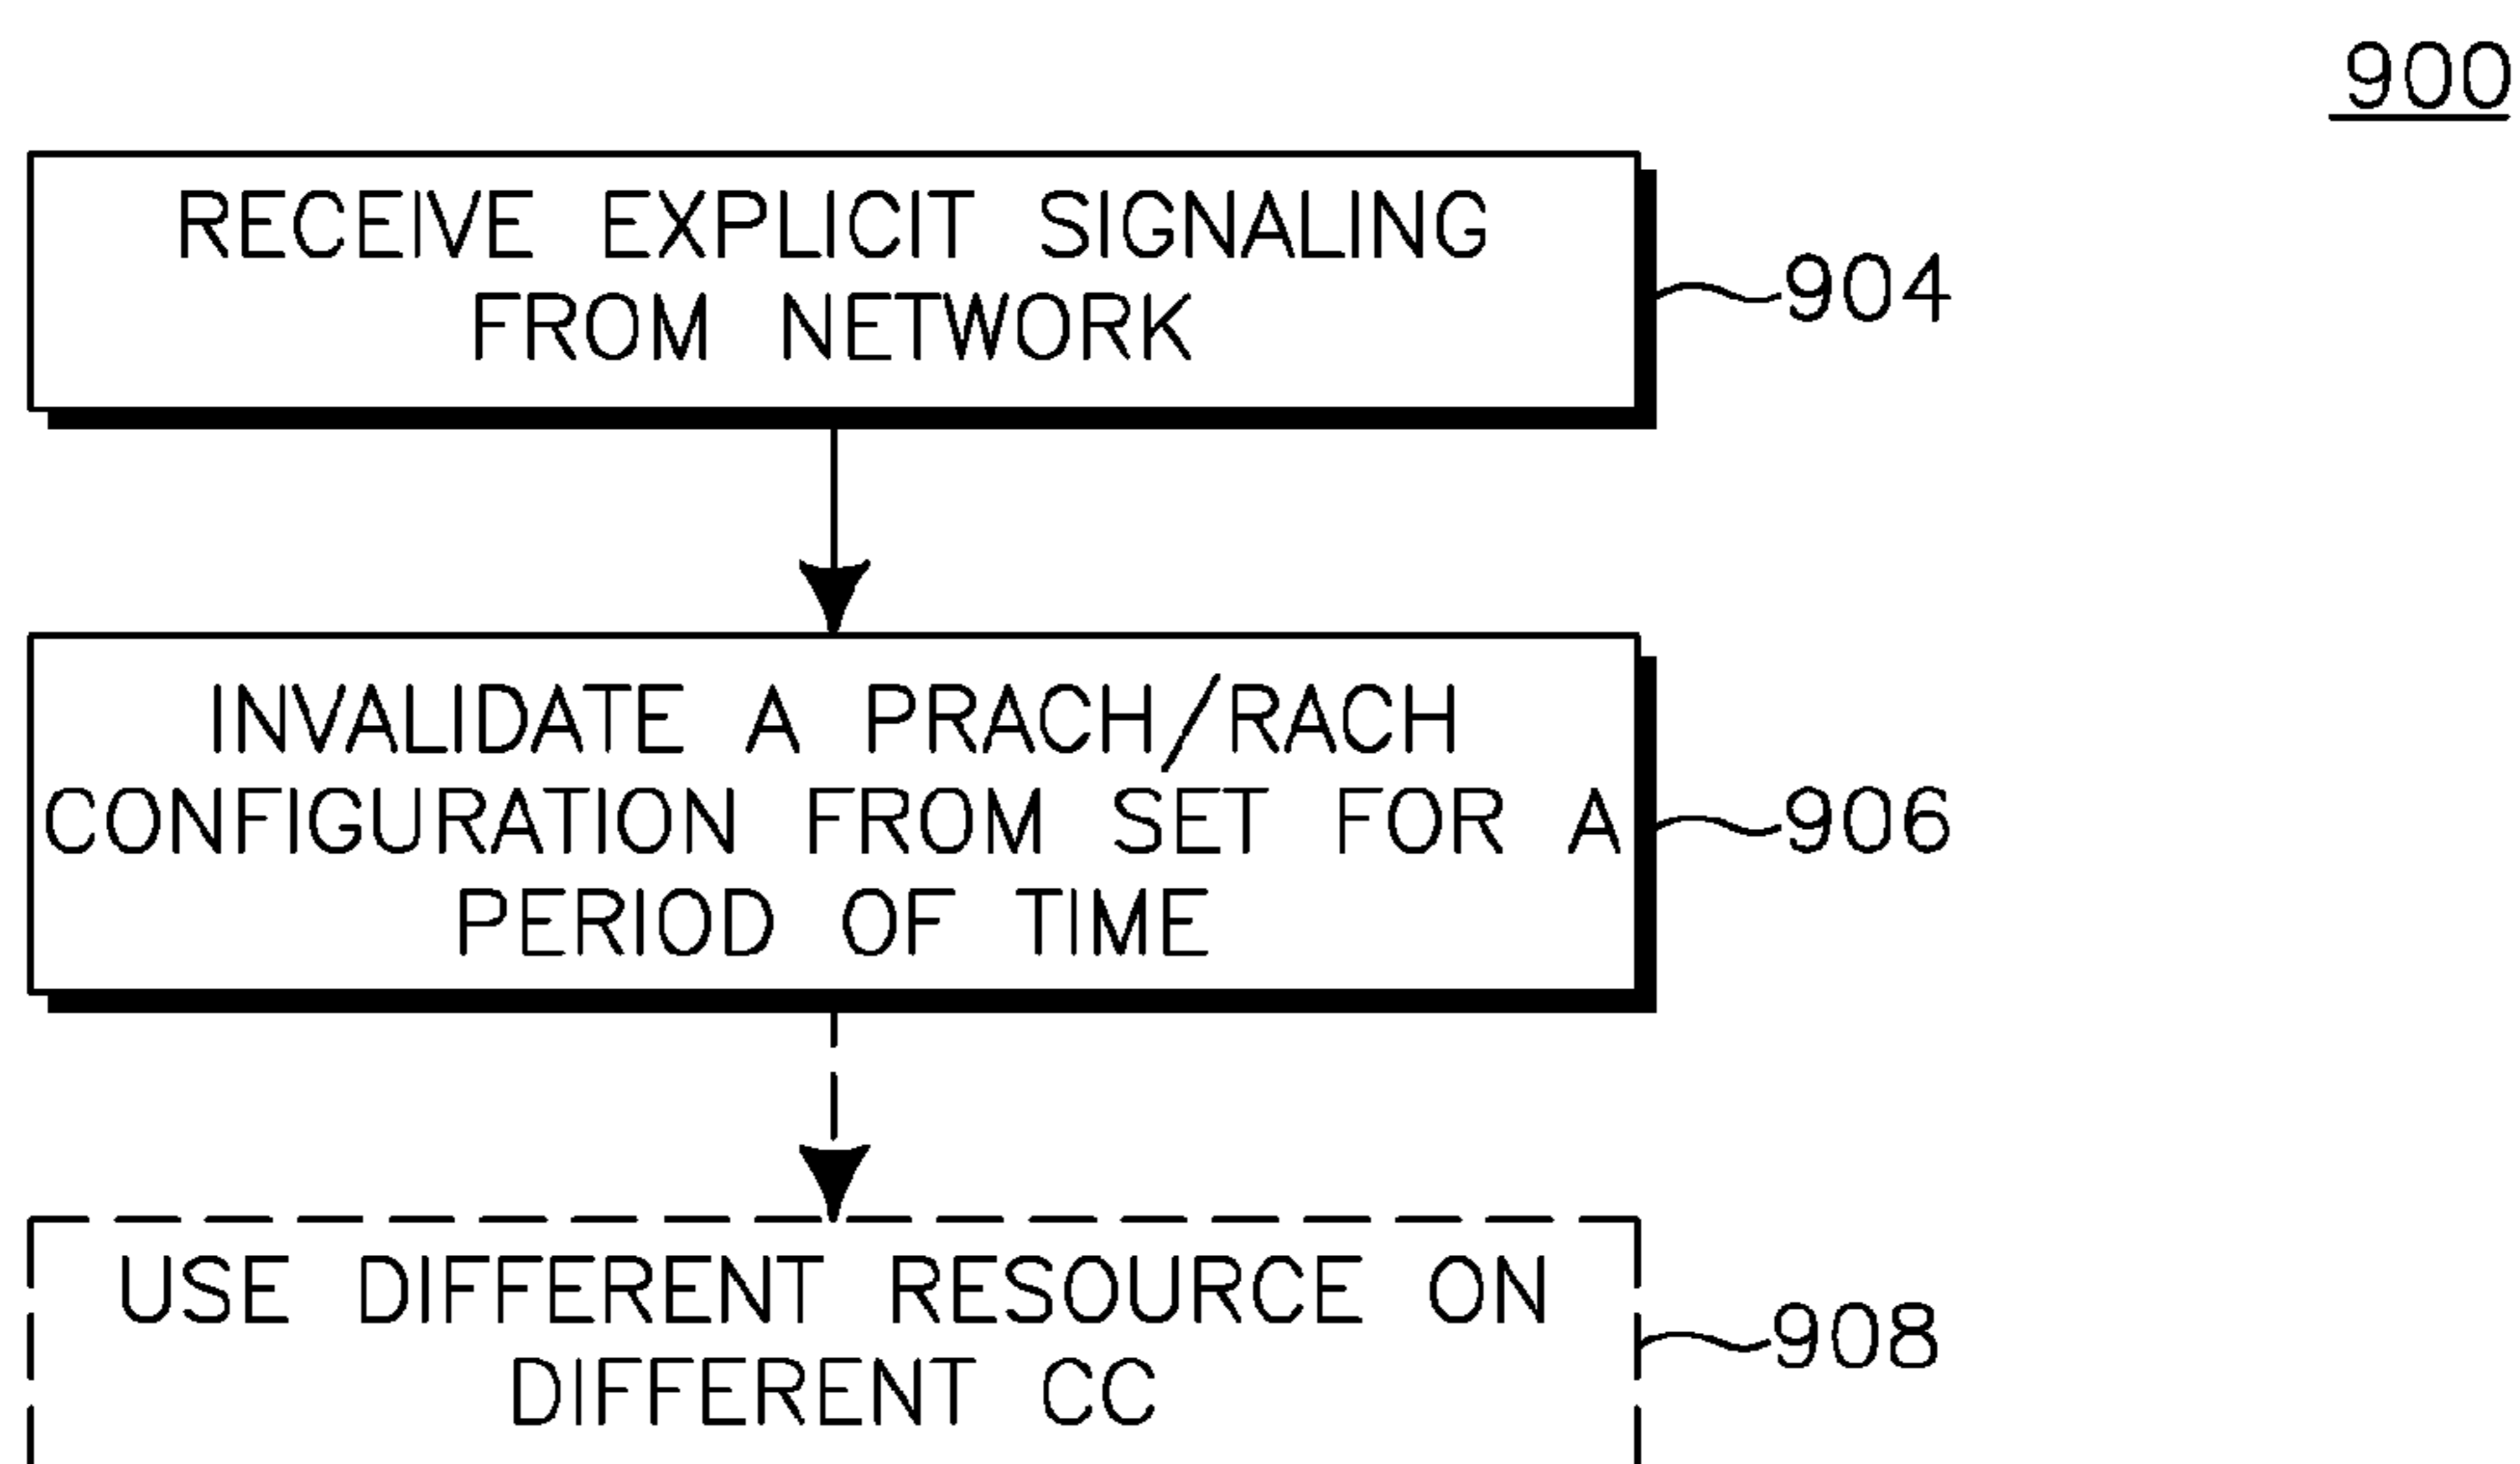 900
RECEIVE EXPLICIT SIGNALING
FROM NETWORK
904
INVALIDATE A PRACH/RACH
CONFIGURATION FROM SET FOR A
PERIOD OF TIME
906
USE DIFFERENT RESOURCE ON
DIFFERENT CC
908